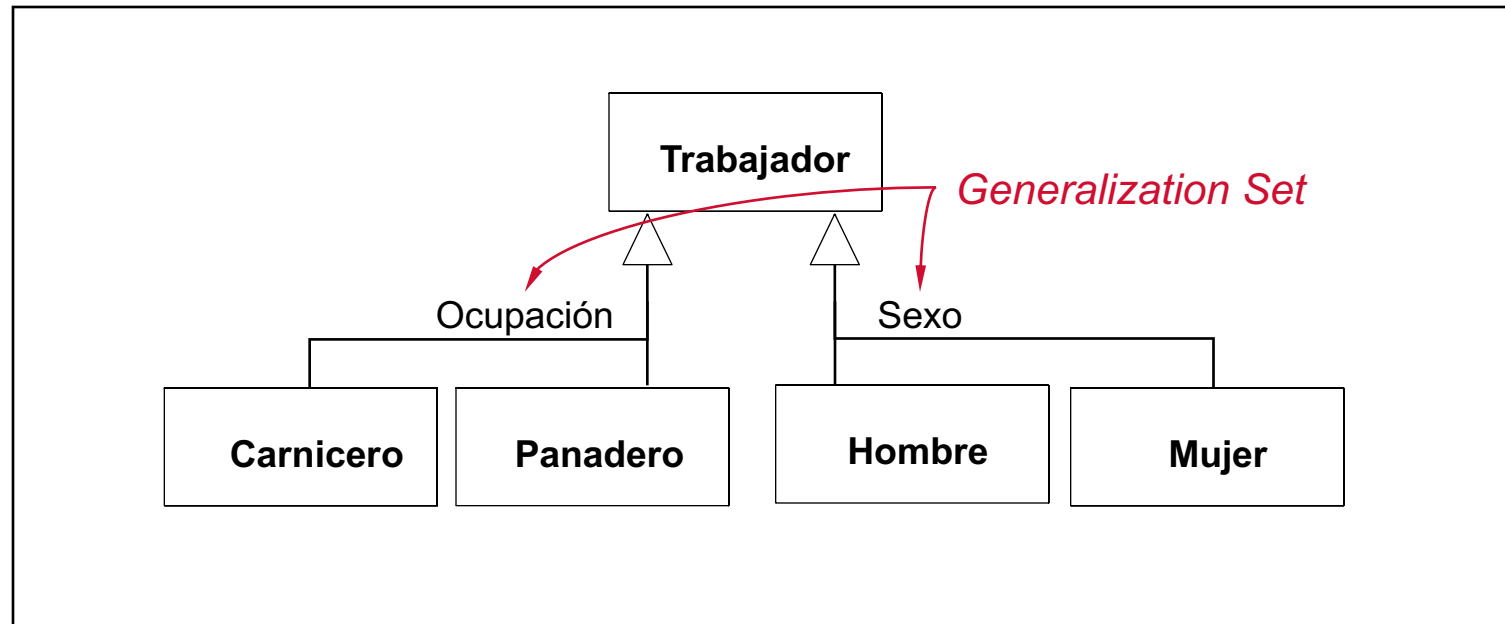 Trabajador
Generalization Set
Ocupación
Sexo
Carnicero
Panadero
Hombre
Mujer